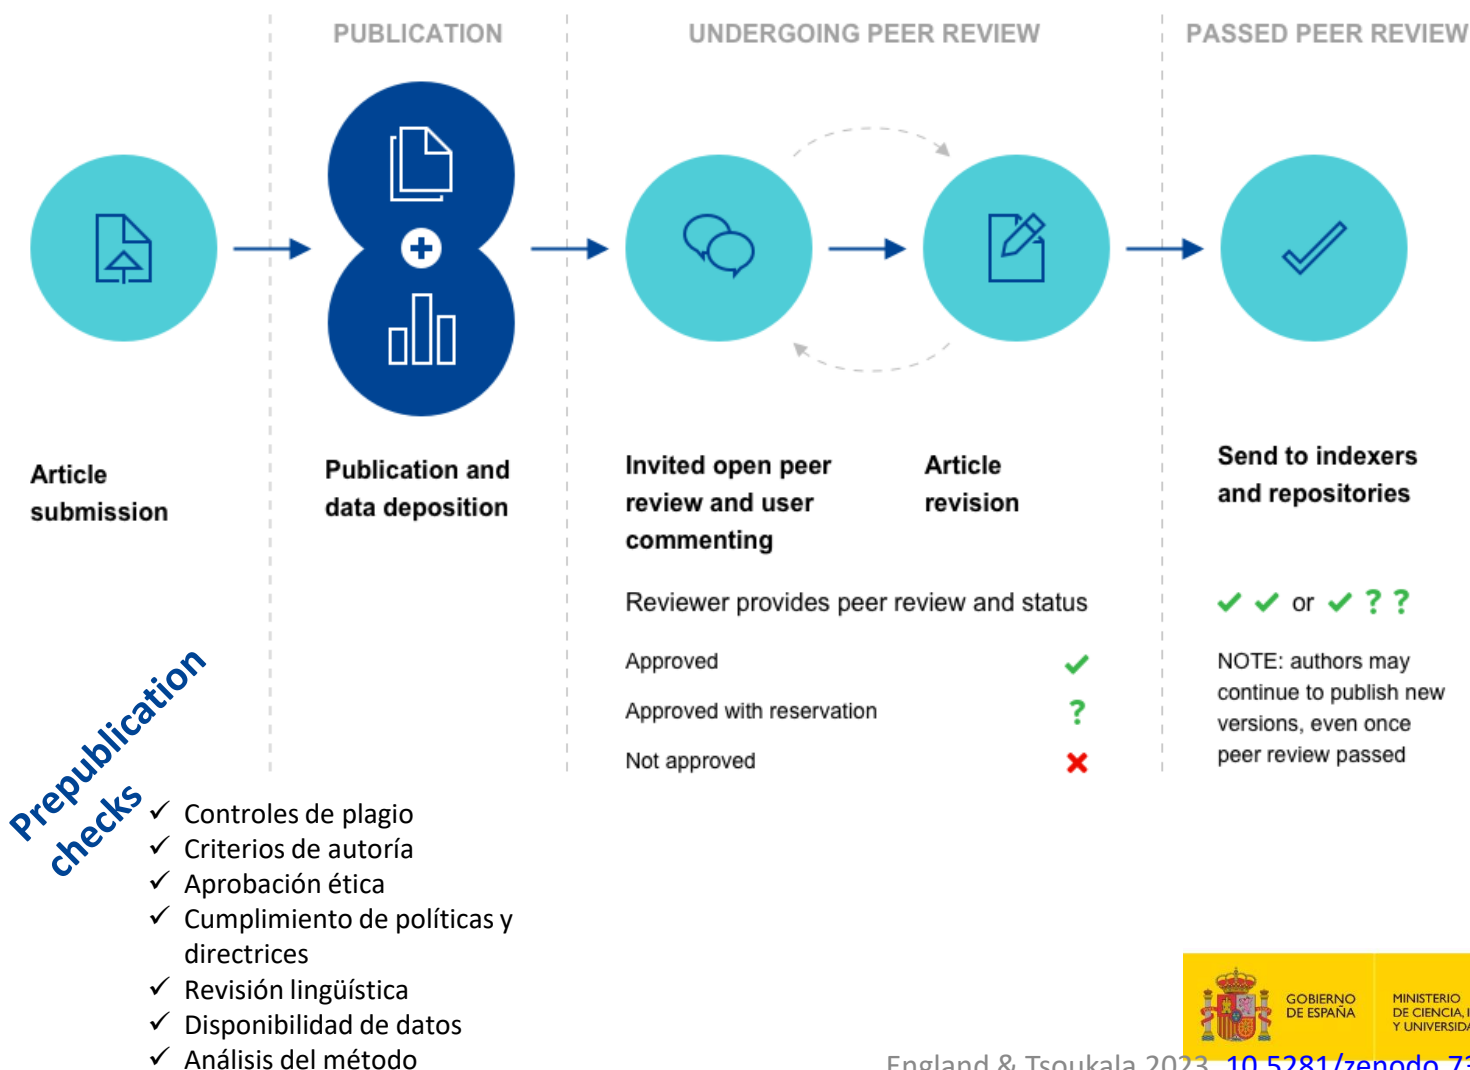 PUBLICATION
UNDERGOING PEER REVIEW
PASSED PEER REVIEW
Article
submission
Publication and
data deposition
Invited open peer
review and user
commenting
Article
revision
Send to indexers
and repositories
Reviewer provides peer review and status
Approved
Approved with reservation
Not approved
or
? ?
?
NOTE: authors may
continue to publish new
versions, even once
peer review passed
Prepublication
checks
✓ Controles de plagio
✓ Criterios de autoría
✓ Aprobación ética
✓ Cumplimiento de políticas y
directrices
✓ Revisión lingüística
✓ Disponibilidad de datos
✓ Análisis del método
GOBIERNO
DE ESPAÑA
MINISTERIO
DE CIENCIA,
Y
England & Tsoukala 2023